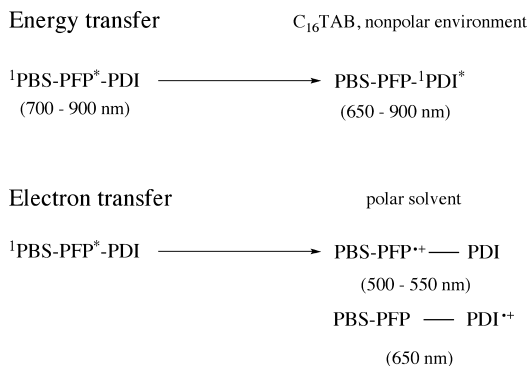 Energy transfer C₁₆TAB, nonpolar environment
¹PBS-PFP*-PDI PBS-PFP-¹PDI*
(700 - 900 nm) (650 - 900 nm)
Electron transfer polar solvent
¹PBS-PFP*-PDI PBS-PFP•+ — PDI
(500 - 550 nm)
PBS-PFP — PDI•+
(650 nm)